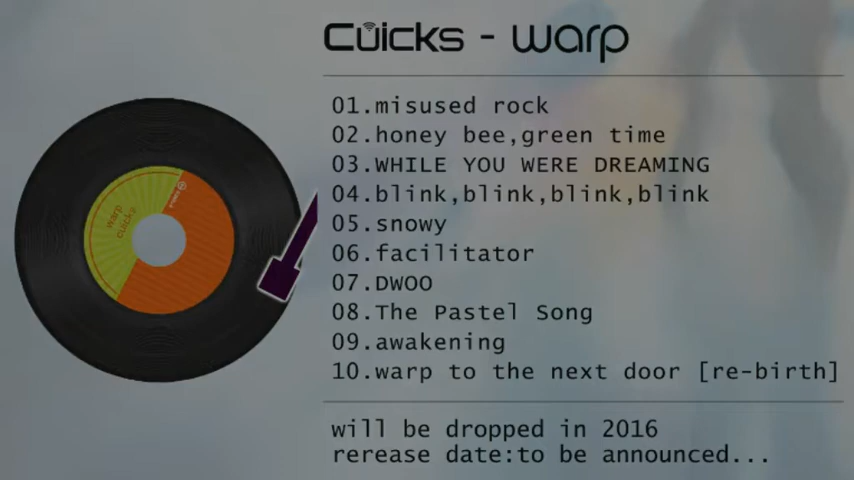 Cuicks - warp
01.misused rock
02.honey bee,green time
03.WHILE YOU WERE DREAMING
04.blink,blink,blink,blink
05.snowy
06.facilitator
07.DWOO
08.The Pastel Song
09.awakening
10.warp to the next door [re-birth]
will be dropped in 2016
rerease date:to be announced...
warp
cuicks